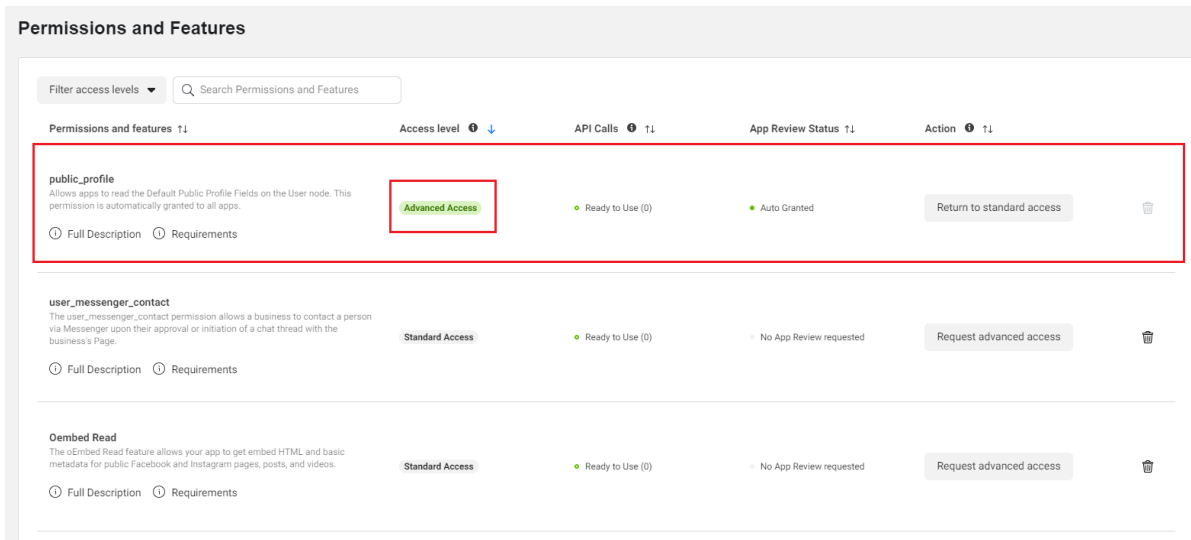 Permissions and Features
Filter access levels
Search Permissions and Features
Permissions and features ↑↓ Access level ↓ API Calls ↑↓ App Review Status ↑↓ Action ↑↓
public_profile
Allows apps to read the Default Public Profile Fields on the User node. This
permission is automatically granted to all apps.
Advanced Access
Ready to Use (0)
Auto Granted
Return to standard access
Full Description Requirements
user_messenger_contact
The user_messenger_contact permission allows a business to contact a person
via Messenger upon their approval or initiation of a chat thread with the
business's Page.
Standard Access
Ready to Use (0)
No App Review requested
Request advanced access
Full Description Requirements
Oembed Read
The oEmbed Read feature allows your app to get embed HTML and basic
metadata for public Facebook and Instagram pages, posts, and videos.
Standard Access
Ready to Use (0)
No App Review requested
Request advanced access
Full Description Requirements